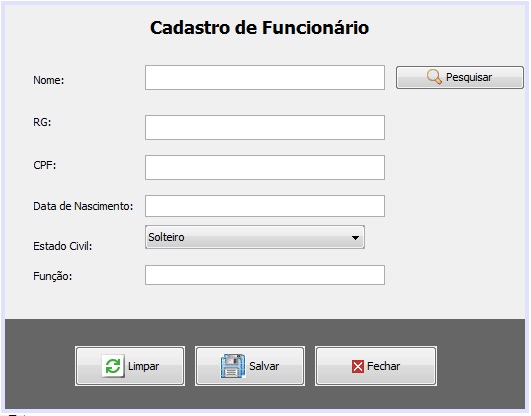 Cadastro de Funcionário
Nome:
Pesquisar
RG:
CPF:
Data de Nascimento:
Estado Civil:
Solteiro
Função:
Limpar
Salvar
Fechar